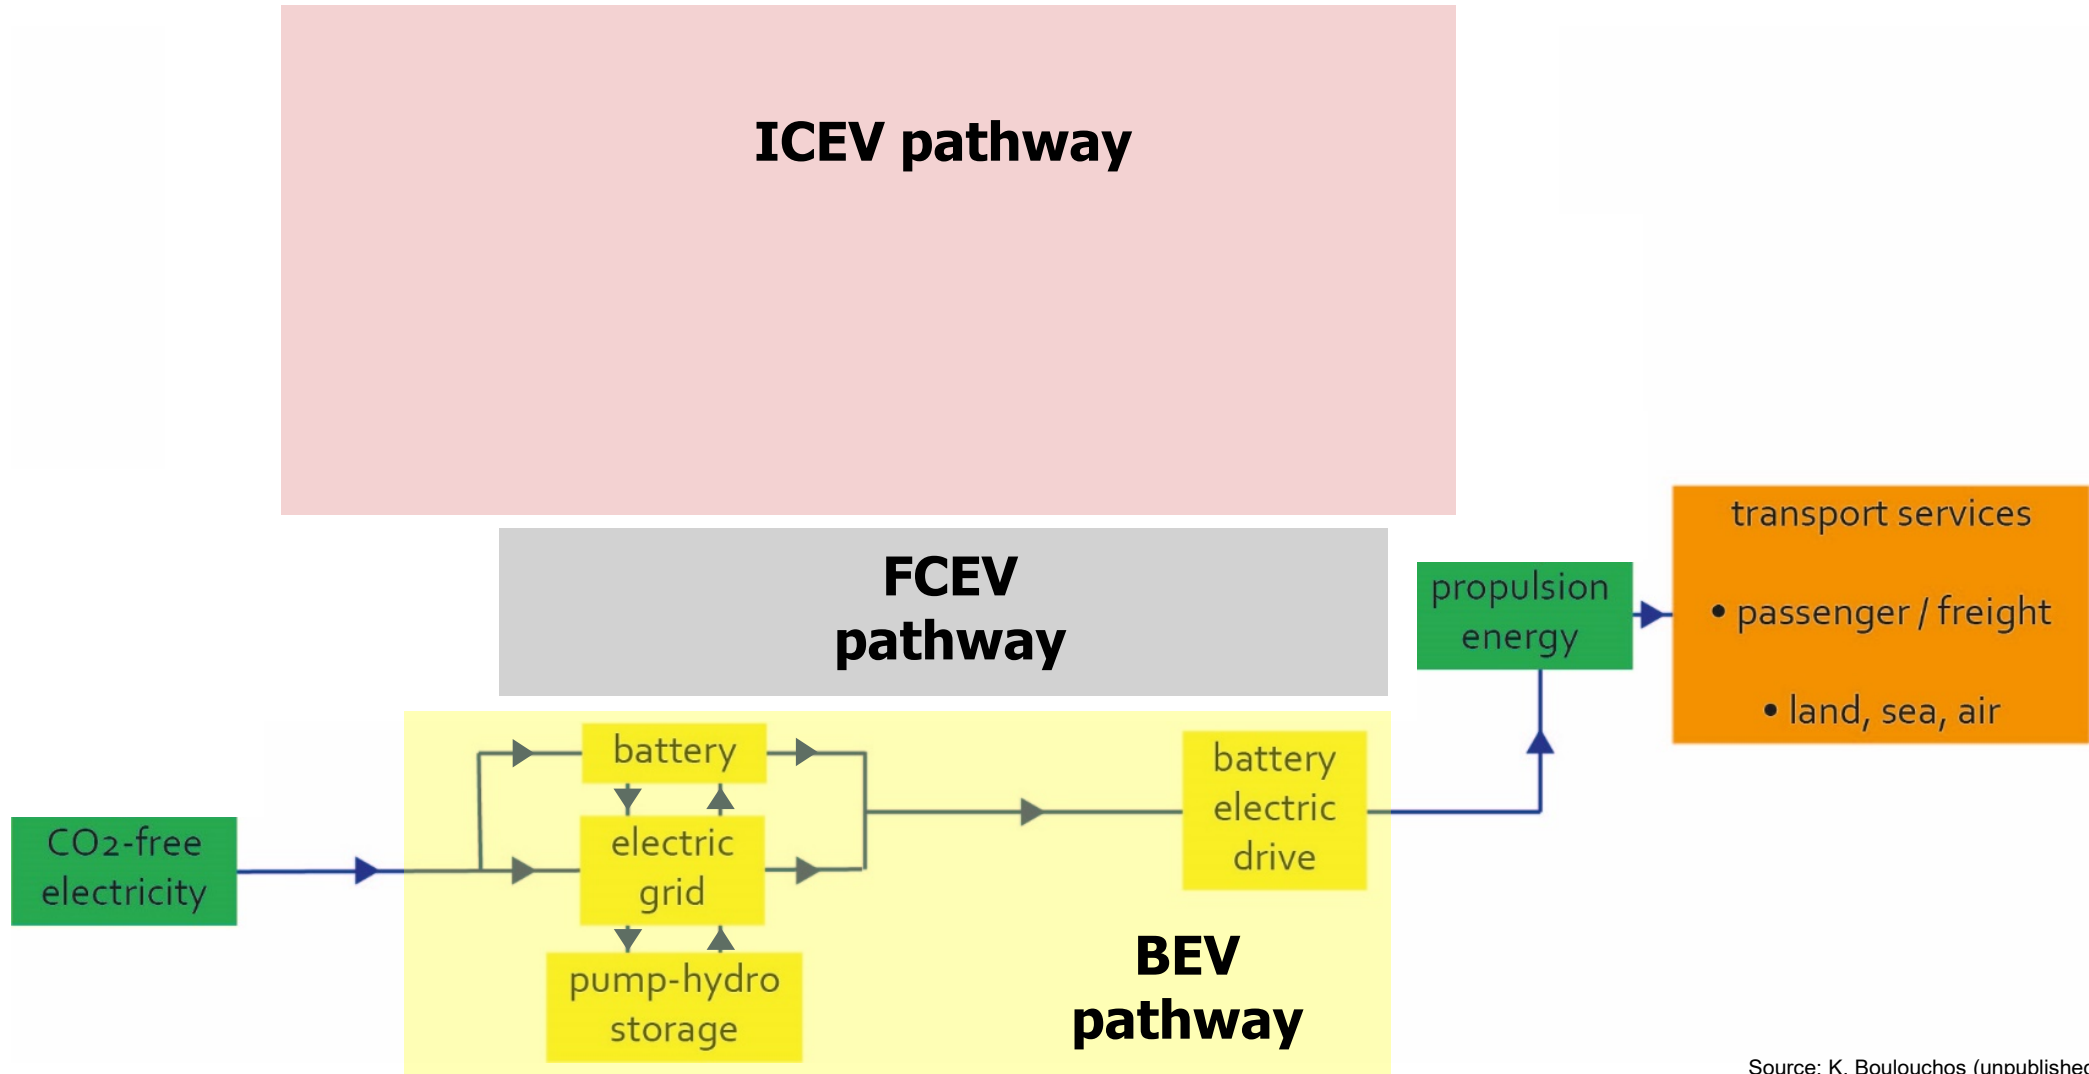 ICEV pathway
FCEV
pathway
propulsion
energy
transport services
• passenger / freight
• land, sea, air
battery
electric
grid
pump-hydro
storage
battery
electric
drive
CO2-free
electricity
BEV
pathway
Source: K. Boulouchos (unpublished